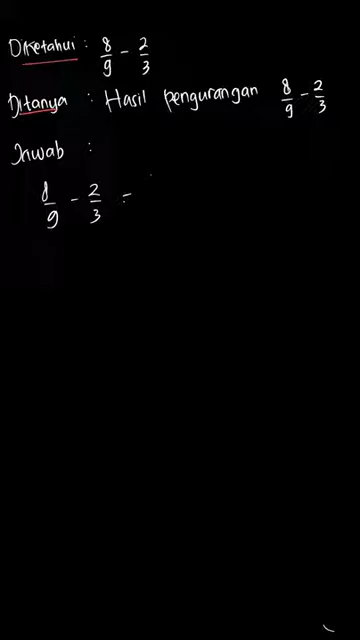 Diketahui : 8/9 - 2/3
Ditanya : Hasil pengurangan 8/9 - 2/3
Jawab :
8/9 - 2/3 =